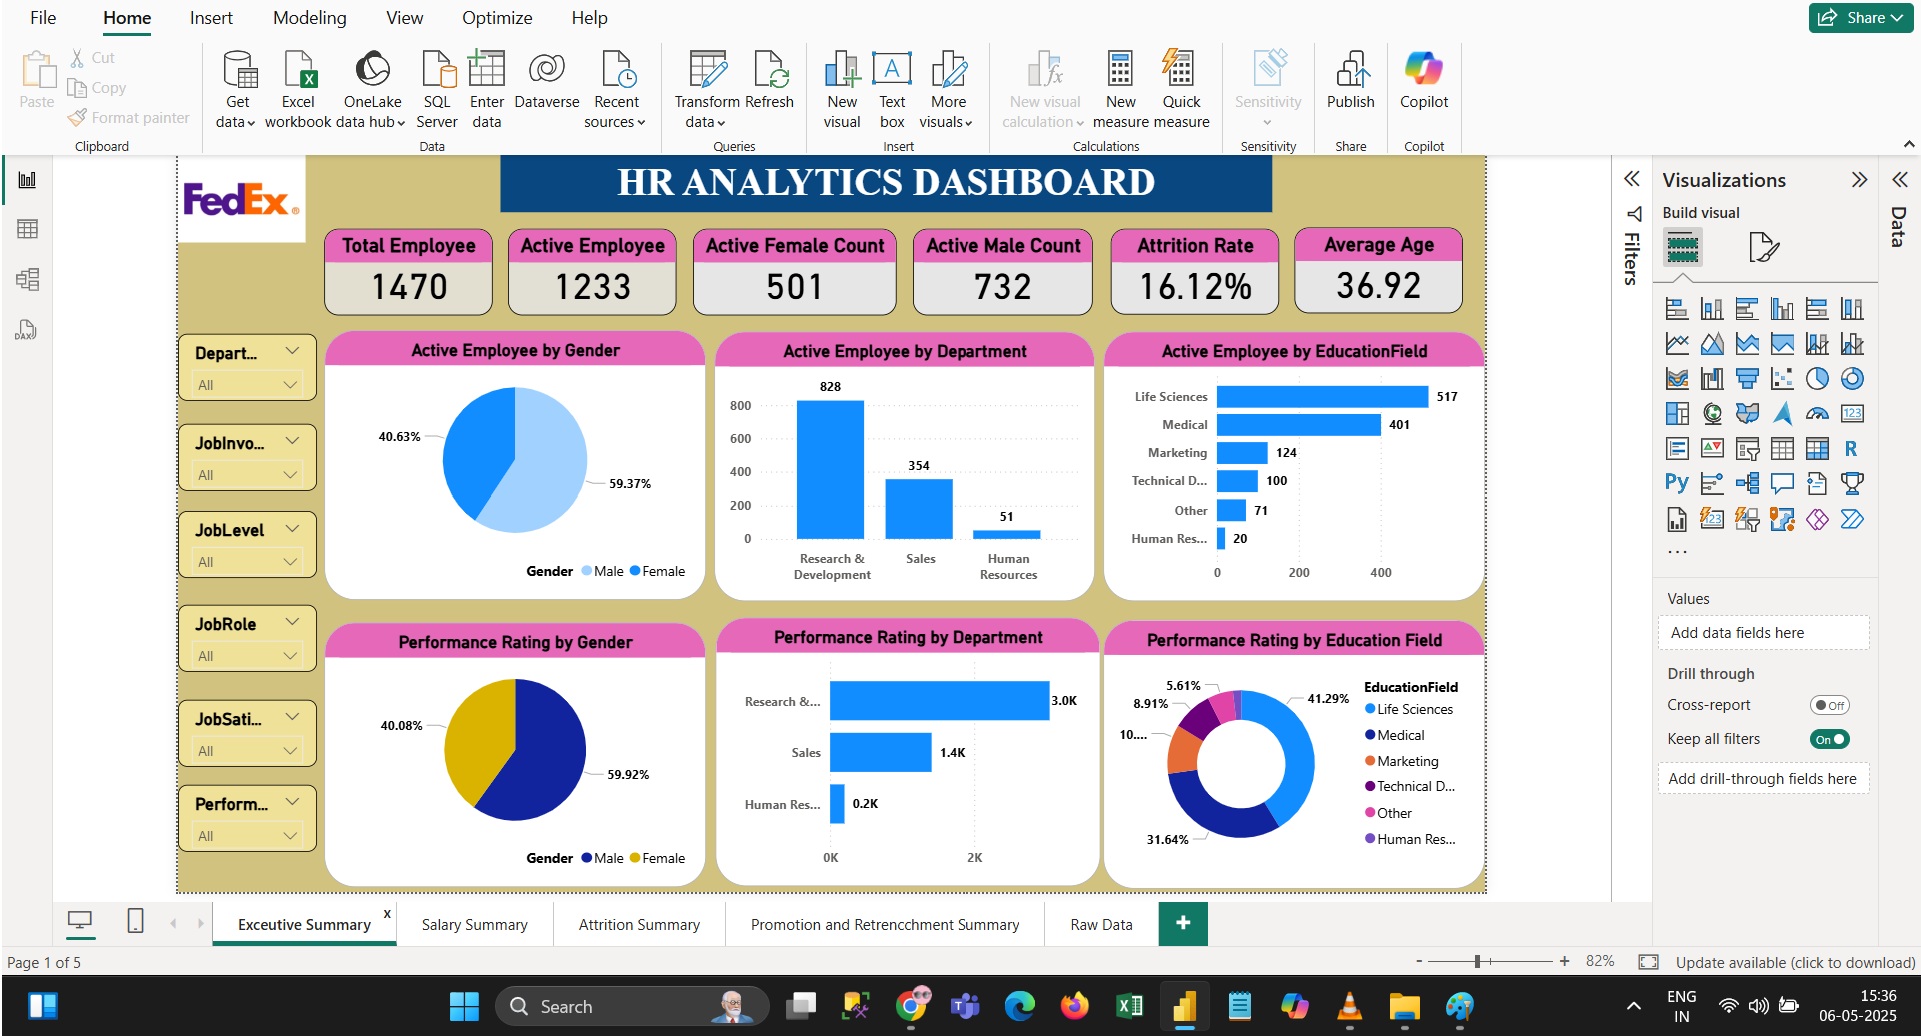 File Home Insert Modeling View Optimize Help Share
Paste Cut
Copy
Format painter
Get data
Excel workbook
OneLake data hub
SQL Server
Enter data
Dataverse
Recent sources
Transform data
Refresh
New visual
Text box
More visuals
New visual calculation
New measure
Quick measure
Sensitivity
Publish
Copilot
Clipboard Data Queries Insert Calculations Sensitivity Share Copilot
FedEx®
HR ANALYTICS DASHBOARD
Total Employee
1470
Active Employee
1233
Active Female Count
501
Active Male Count
732
Attrition Rate
16.12%
Average Age
36.92
Depart...
All
JobInvo...
All
JobLevel
All
JobRole
All
JobSati...
All
Perform...
All
Active Employee by Gender
40.63%
59.37%
Gender Male Female
Active Employee by Department
828
354
51
800
600
400
200
0
Research & Development
Sales
Human Resources
Active Employee by EducationField
Life Sciences 517
Medical 401
Marketing 124
Technical D... 100
Other 71
Human Res... 20
0 200 400
Performance Rating by Gender
40.08%
59.92%
Gender Male Female
Performance Rating by Department
Research &... 3.0K
Sales 1.4K
Human Res... 0.2K
0K 2K
Performance Rating by Education Field
5.61%
8.91%
10....
41.29%
31.64%
EducationField
Life Sciences
Medical
Marketing
Technical D...
Other
Human Res...
Filters
Visualizations
Build visual
123
R
Py
123
...
Values
Add data fields here
Drill through
Cross-report Off
Keep all filters On
Add drill-through fields here
Data
DAX
Excecutive Summary x
Salary Summary
Attrition Summary
Promotion and Retrencchment Summary
Raw Data
+
Page 1 of 5
- + 82%
Update available (click to download)
Search
ENG
IN
15:36
06-05-2025